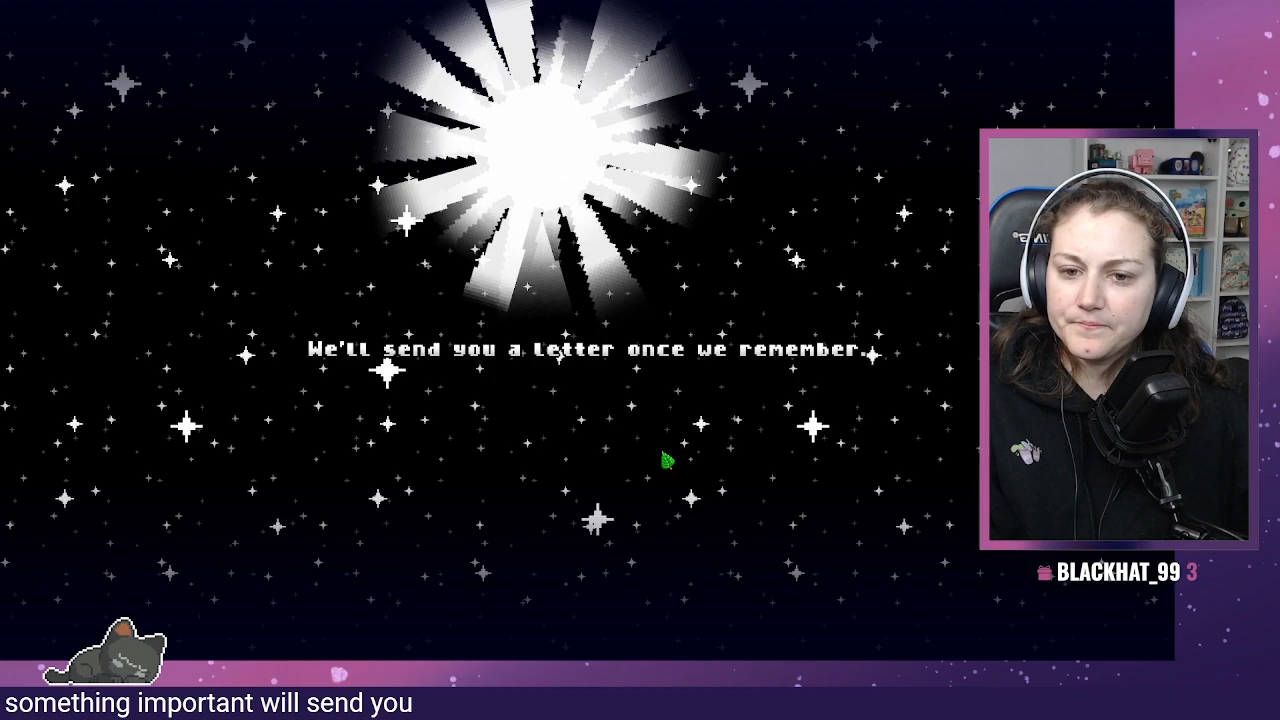 We'll send you a letter once we remember.
BLACKHAT_99 3
something important will send you